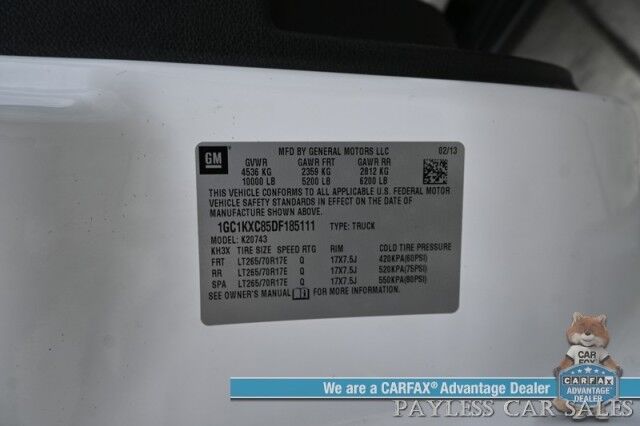 GM
MFD BY GENERAL MOTORS LLC 02/13
GVWR GAWR FRT GAWR RR
4536 KG 2359 KG 2812 KG
10000 LB 5200 LB 6200 LB
THIS VEHICLE CONFORMS TO ALL APPLICABLE U.S. FEDERAL MOTOR
VEHICLE SAFETY STANDARDS IN EFFECT ON THE DATE OF
MANUFACTURE SHOWN ABOVE.
1GC1KXC85DF185111 TYPE: TRUCK
MODEL: K20743
KH3X TIRE SIZE SPEED RTG RIM COLD TIRE PRESSURE
FRT LT265/70R17E Q 17X7.5J 420KPA(60PSI)
RR LT265/70R17E Q 17X7.5J 520KPA(75PSI)
SPA LT265/70R17E Q 17X7.5J 550KPA(80PSI)
SEE OWNER'S MANUAL FOR MORE INFORMATION.
CAR
FOX
We are a CARFAX® Advantage Dealer
CARFAX
ADVANTAGE
DEALER
PAYLESS CAR SALES